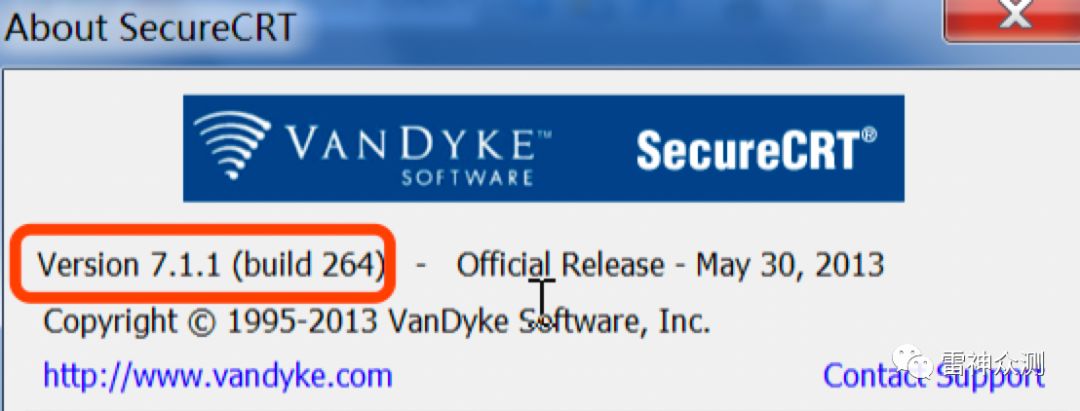 About SecureCRT
VANDYKE™ SecureCRT®
SOFTWARE
Version 7.1.1 (build 264) - Official Release - May 30, 2013
Copyright © 1995-2013 VanDyke Software, Inc.
http://www.vandyke.com Contact Support
雷神众测